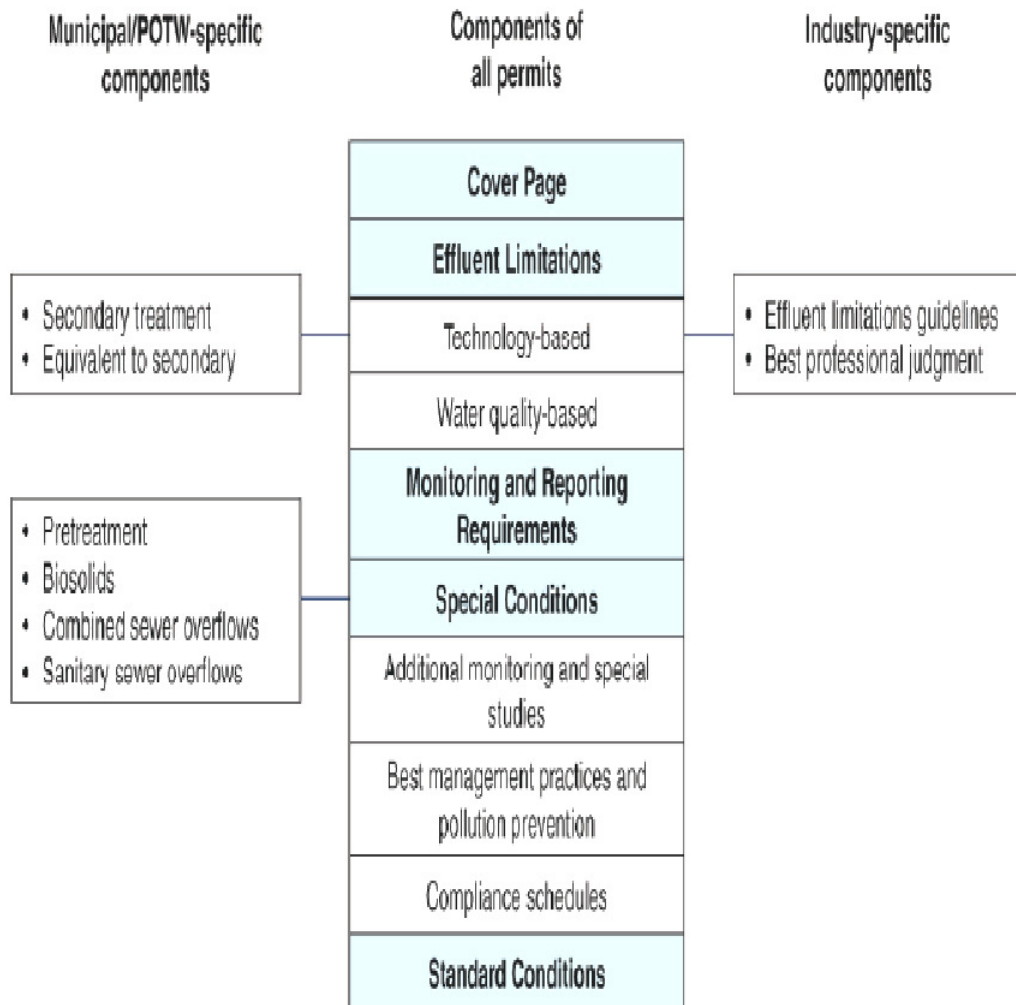 Municipal/POTW-specific
components
Components of
all permits
Industry-specific
components
Cover Page
Effluent Limitations
• Secondary treatment
• Equivalent to secondary
Technology-based
• Effluent limitations guidelines
• Best professional judgment
Water quality-based
Monitoring and Reporting
Requirements
• Pretreatment
• Biosolids
• Combined sewer overflows
• Sanitary sewer overflows
Special Conditions
Additional monitoring and special
studies
Best management practices and
pollution prevention
Compliance schedules
Standard Conditions